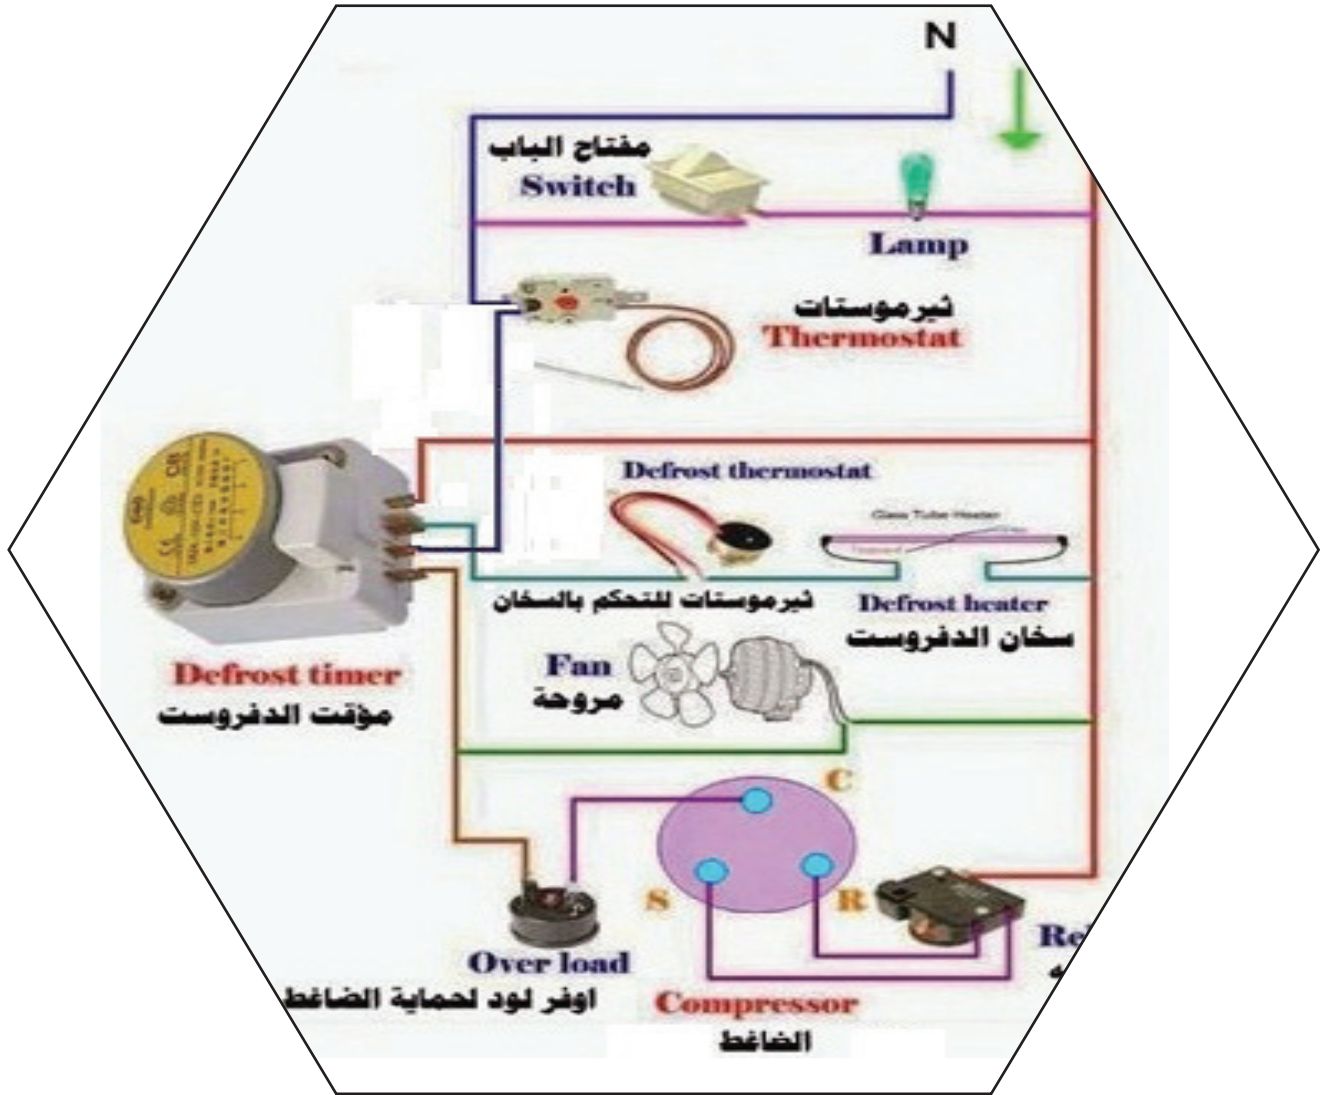 N
مفتاح الباب
Switch
Lamp
ثيرموستات
Thermostat
Defrost thermostat
Glass Tube Heater
ثيرموستات للتحكم بالسخان
Defrost heater
سخان الدفروست
Defrost timer
مؤقت الدفروست
Fan
مروحة
C
S
R
Over load
اوفر لود لحماية الضاغط
Compressor
الضاغط